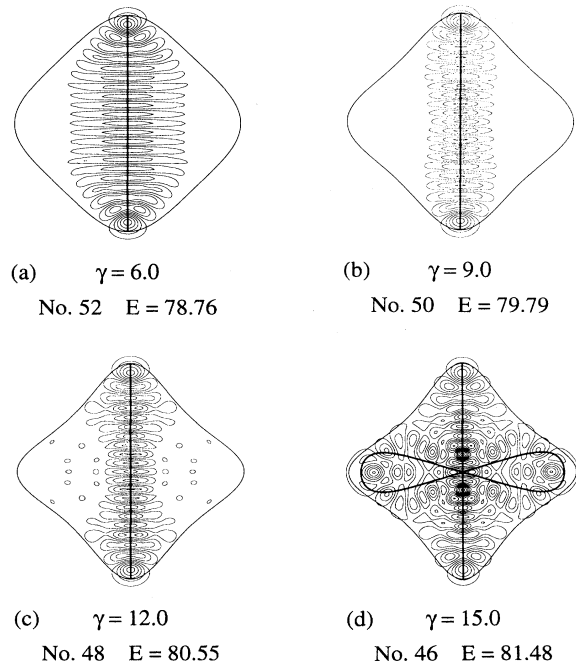 (a) γ = 6.0
No. 52 E = 78.76
(b) γ = 9.0
No. 50 E = 79.79
(c) γ = 12.0
No. 48 E = 80.55
(d) γ = 15.0
No. 46 E = 81.48